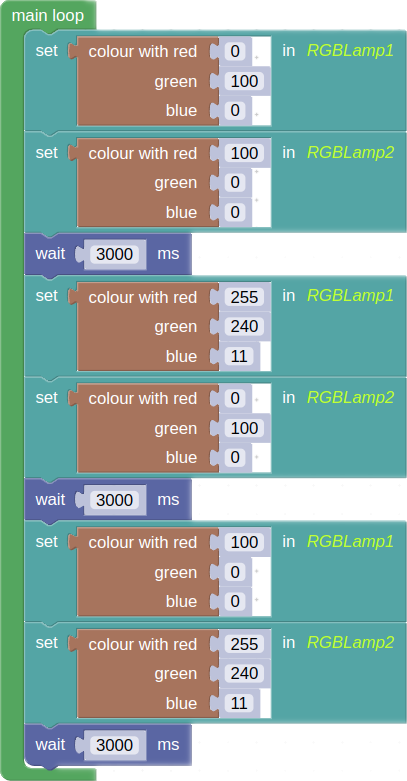 main loop
set colour with red 0 in RGBLamp1
green 100
blue 0
set colour with red 100 in RGBLamp2
green 0
blue 0
wait 3000 ms
set colour with red 255 in RGBLamp1
green 240
blue 11
set colour with red 0 in RGBLamp2
green 100
blue 0
wait 3000 ms
set colour with red 100 in RGBLamp1
green 0
blue 0
set colour with red 255 in RGBLamp2
green 240
blue 11
wait 3000 ms